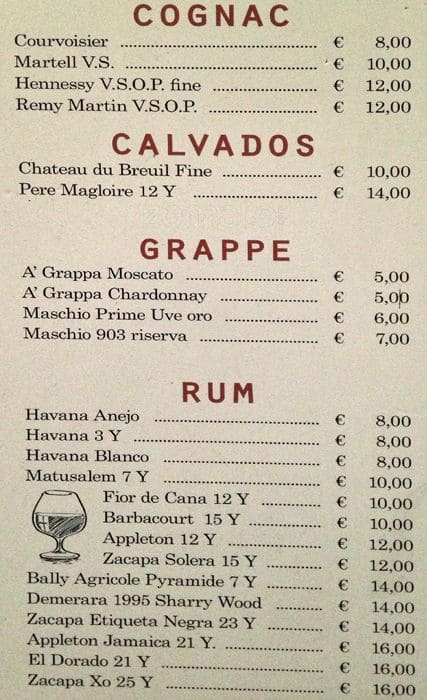 COGNAC
Courvoisier € 8,00
Martell V.S. € 10,00
Hennessy V.S.O.P. fine € 12,00
Remy Martin V.S.O.P. € 12,00
CALVADOS
Chateau du Breuil Fine € 10,00
Pere Magloire 12 Y € 14,00
GRAPPE
A' Grappa Moscato € 5,00
A' Grappa Chardonnay € 5,00
Maschio Prime Uve oro € 6,00
Maschio 903 riserva € 7,00
RUM
Havana Anejo € 8,00
Havana 3 Y € 8,00
Havana Blanco € 8,00
Matusalem 7 Y € 10,00
Fior de Cana 12 Y € 10,00
Barbacourt 15 Y € 10,00
Appleton 12 Y € 12,00
Zacapa Solera 15 Y € 12,00
Bally Agricole Pyramide 7 Y € 14,00
Demerara 1995 Sharry Wood € 14,00
Zacapa Etiqueta Negra 23 Y € 14,00
Appleton Jamaica 21 Y. € 16,00
El Dorado 21 Y € 16,00
Zacapa Xo 25 Y € 16,00